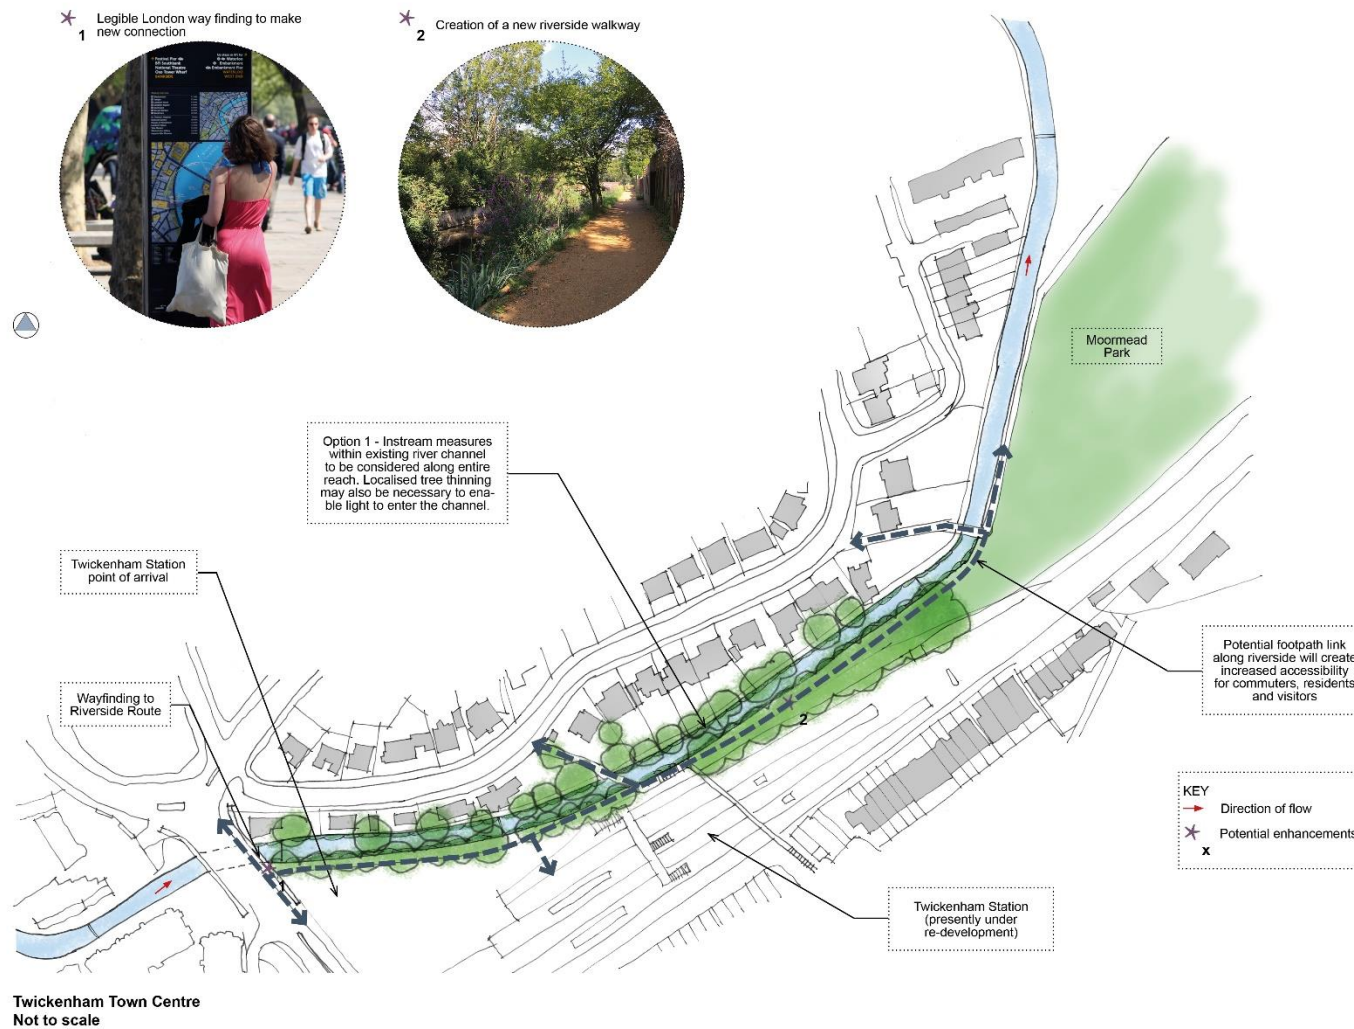 1
Legible London way finding to make
new connection
2
Creation of a new riverside walkway
Moormead
Park
Option 1 - Instream measures
within existing river channel
to be considered along entire
reach. Localised tree thinning
may also be necessary to ena-
ble light to enter the channel.
Twickenham Station
point of arrival
Wayfinding to
Riverside Route
Potential footpath link
along riverside will create
increased accessibility
for commuters, residents
and visitors
2
1
KEY
Direction of flow
Potential enhancements
x
Twickenham Station
(presently under
re-development)
Twickenham Town Centre
Not to scale